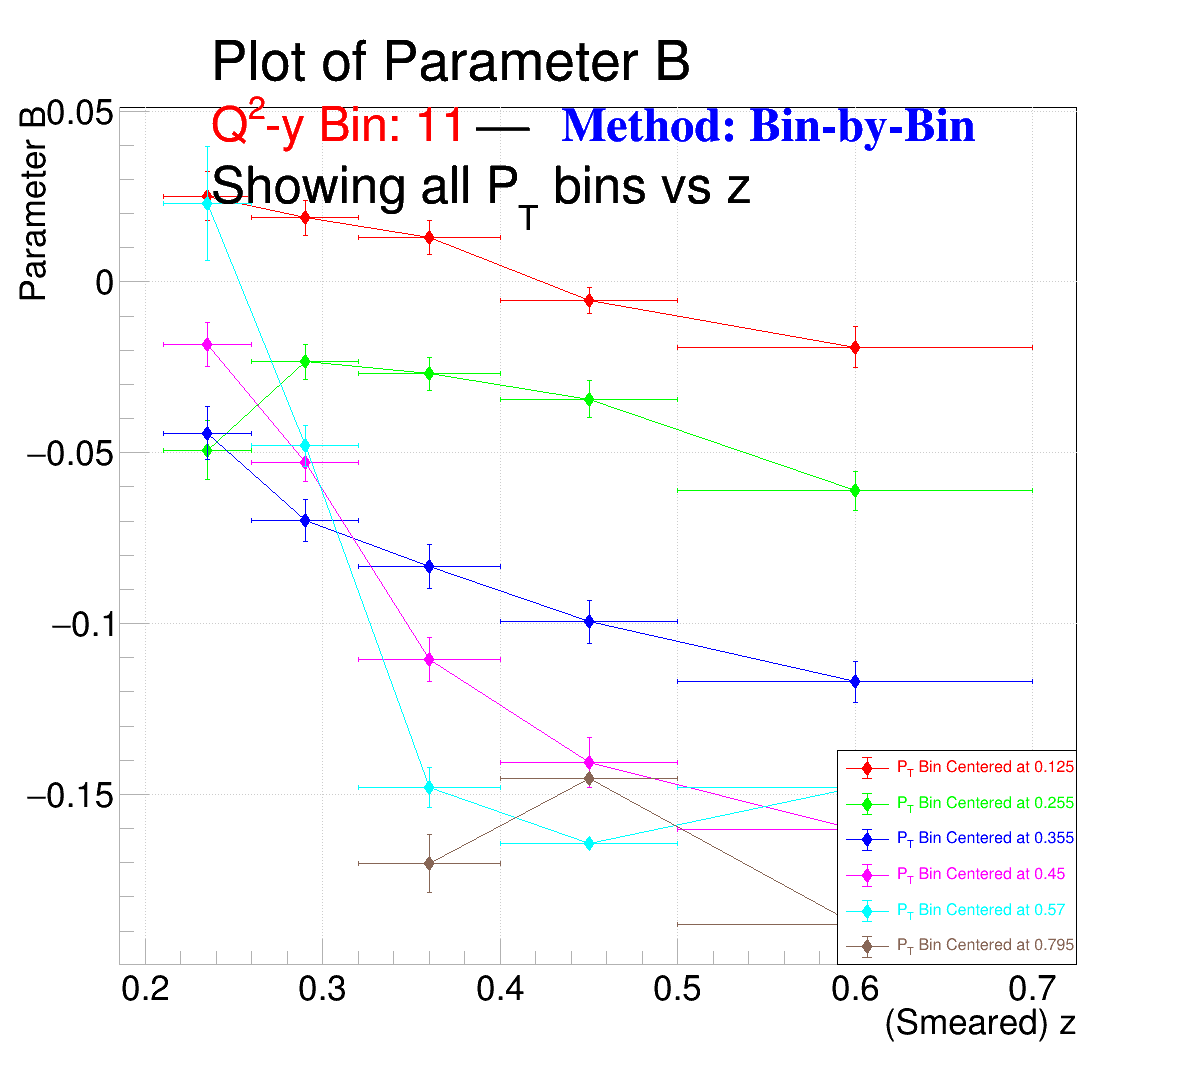 Plot of Parameter B
Q2-y Bin: 11 — Method: Bin-by-Bin
Showing all PT bins vs z
Parameter B
0.05
0
−0.05
−0.1
−0.15
0.2 0.3 0.4 0.5 0.6 0.7
(Smeared) z
PT Bin Centered at 0.125
PT Bin Centered at 0.255
PT Bin Centered at 0.355
PT Bin Centered at 0.45
PT Bin Centered at 0.57
PT Bin Centered at 0.795